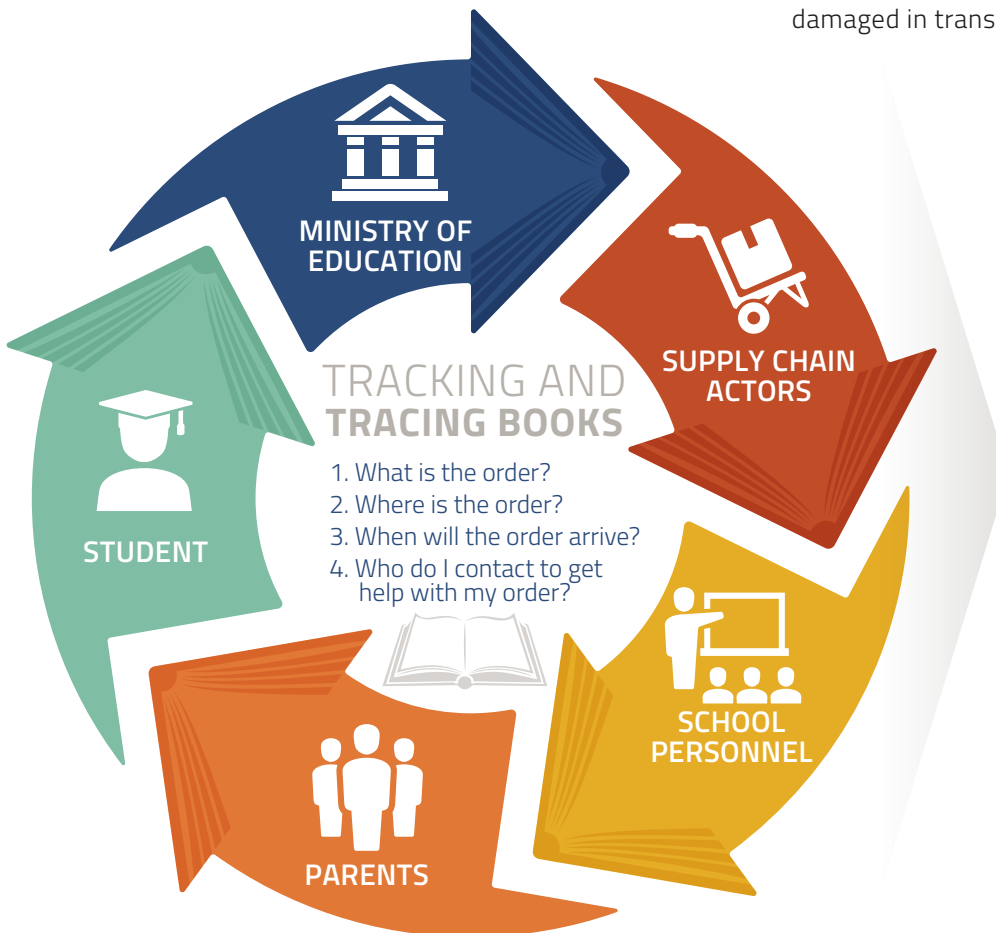 damaged in trans
MINISTRY OF
EDUCATION
SUPPLY CHAIN
ACTORS
TRACKING AND
TRACING BOOKS
1. What is the order?
2. Where is the order?
3. When will the order arrive?
4. Who do I contact to get
help with my order?
STUDENT
SCHOOL
PERSONNEL
PARENTS